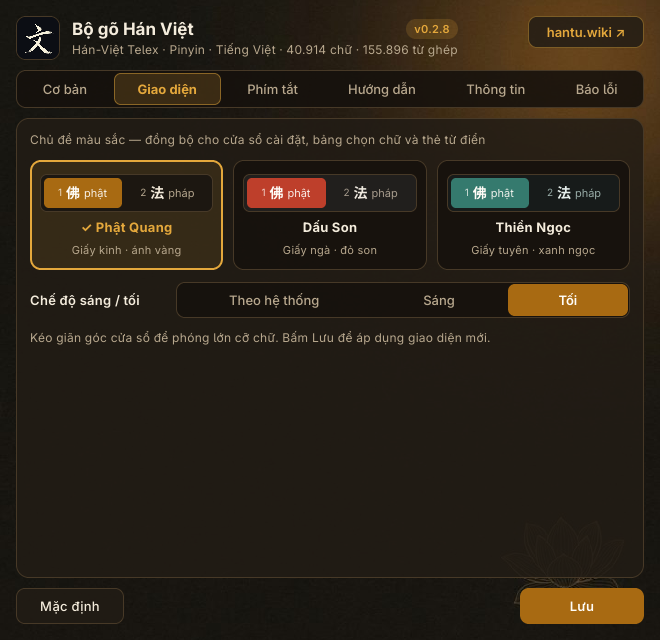 文
Bộ gõ Hán Việt
v0.2.8
Hán-Việt Telex · Pinyin · Tiếng Việt · 40.914 chữ · 155.896 từ ghép
hantu.wiki ↗
Cơ bản Giao diện Phím tắt Hướng dẫn Thông tin Báo lỗi
Chủ đề màu sắc — đồng bộ cho cửa sổ cài đặt, bảng chọn chữ và thẻ từ điển
1 佛 phật 2 法 pháp
✓ Phật Quang
Giấy kinh · ánh vàng
1 佛 phật 2 法 pháp
Dấu Son
Giấy ngà · đỏ son
1 佛 phật 2 法 pháp
Thiền Ngọc
Giấy tuyên · xanh ngọc
Chế độ sáng / tối
Theo hệ thống Sáng Tối
Kéo giãn góc cửa sổ để phóng lớn cỡ chữ. Bấm Lưu để áp dụng giao diện mới.
Mặc định
Lưu